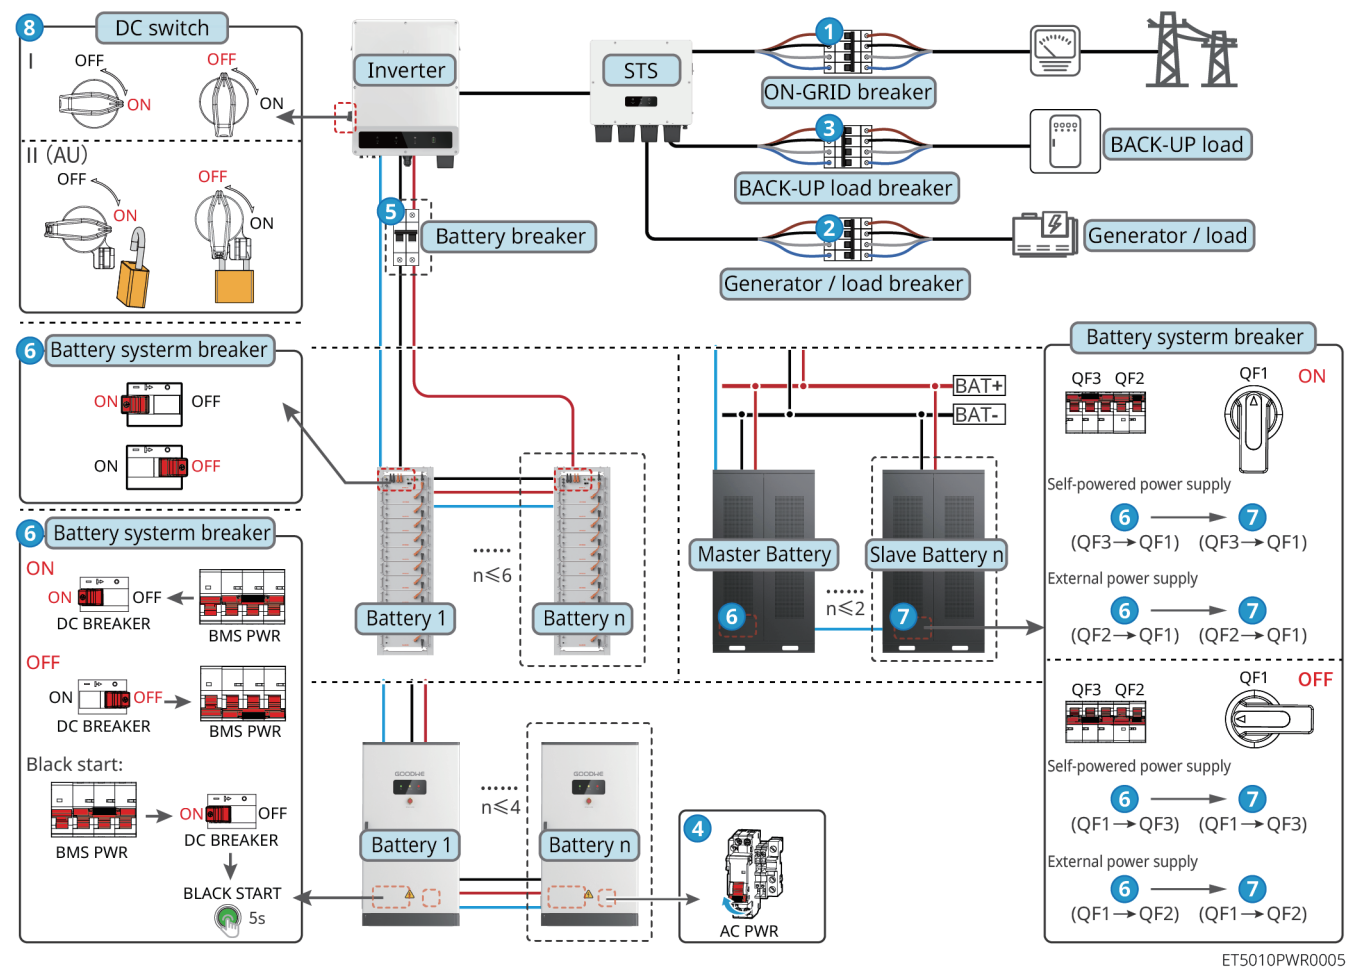 8 DC switch
I
OFF
ON
OFF
ON
II (AU)
OFF
ON
OFF
ON
Inverter
STS
1
ON-GRID breaker
3
BACK-UP load breaker
BACK-UP load
2
Generator / load breaker
Generator / load
5
Battery breaker
6 Battery systerm breaker
ON OFF
ON OFF
6 Battery systerm breaker
ON
ON OFF
DC BREAKER
BMS PWR
OFF
ON OFF
DC BREAKER
BMS PWR
Black start:
BMS PWR
ON OFF
DC BREAKER
BLACK START
5s
Battery 1
......
n≤6
Battery n
BAT+
BAT-
Master Battery
Slave Battery n
......
n≤2
6
7
GOODWE
Battery 1
......
n≤4
GOODWE
Battery n
4
AC PWR
Battery systerm breaker
QF3 QF2
QF1
ON
Self-powered power supply
6 → 7
(QF3→QF1) (QF3→QF1)
External power supply
6 → 7
(QF2→QF1) (QF2→QF1)
QF3 QF2
QF1
OFF
Self-powered power supply
6 → 7
(QF1→QF3) (QF1→QF3)
External power supply
6 → 7
(QF1→QF2) (QF1→QF2)
ET5010PWR0005